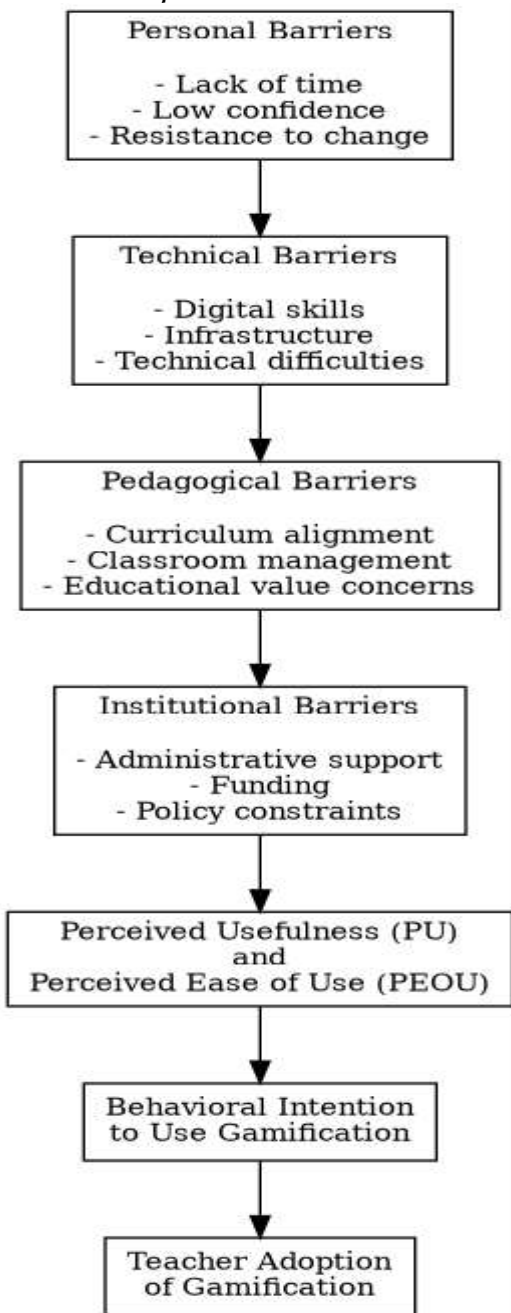 Personal Barriers
- Lack of time
- Low confidence
- Resistance to change
Technical Barriers
- Digital skills
- Infrastructure
- Technical difficulties
Pedagogical Barriers
- Curriculum alignment
- Classroom management
- Educational value concerns
Institutional Barriers
- Administrative support
- Funding
- Policy constraints
Perceived Usefulness (PU)
and
Perceived Ease of Use (PEOU)
Behavioral Intention
to Use Gamification
Teacher Adoption
of Gamification